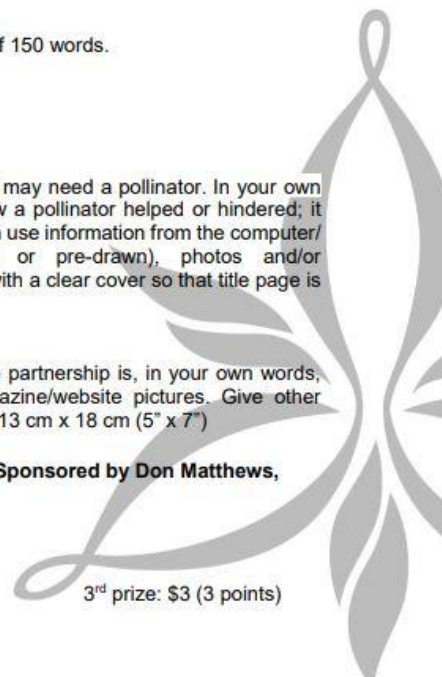 f 150 words.
may need a pollinator. In your own
w a pollinator helped or hindered; it
use information from the computer/
or pre-drawn), photos and/or
with a clear cover so that title page is
partnership is, in your own words,
azine/website pictures. Give other
13 cm x 18 cm (5” x 7”)
Sponsored by Don Matthews,
3rd prize: $3 (3 points)